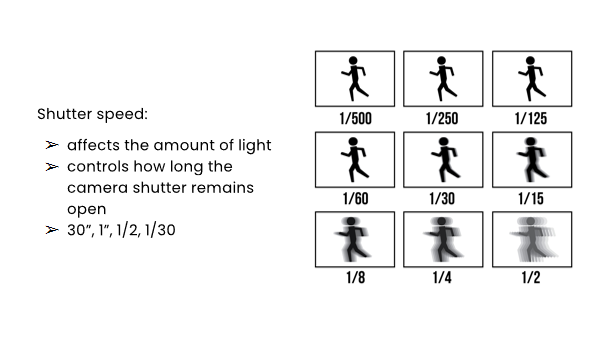 Shutter speed:
➢ affects the amount of light
➢ controls how long the
camera shutter remains
open
➢ 30”, 1”, 1/2, 1/30
1/500 1/250 1/125
1/60 1/30 1/15
1/8 1/4 1/2